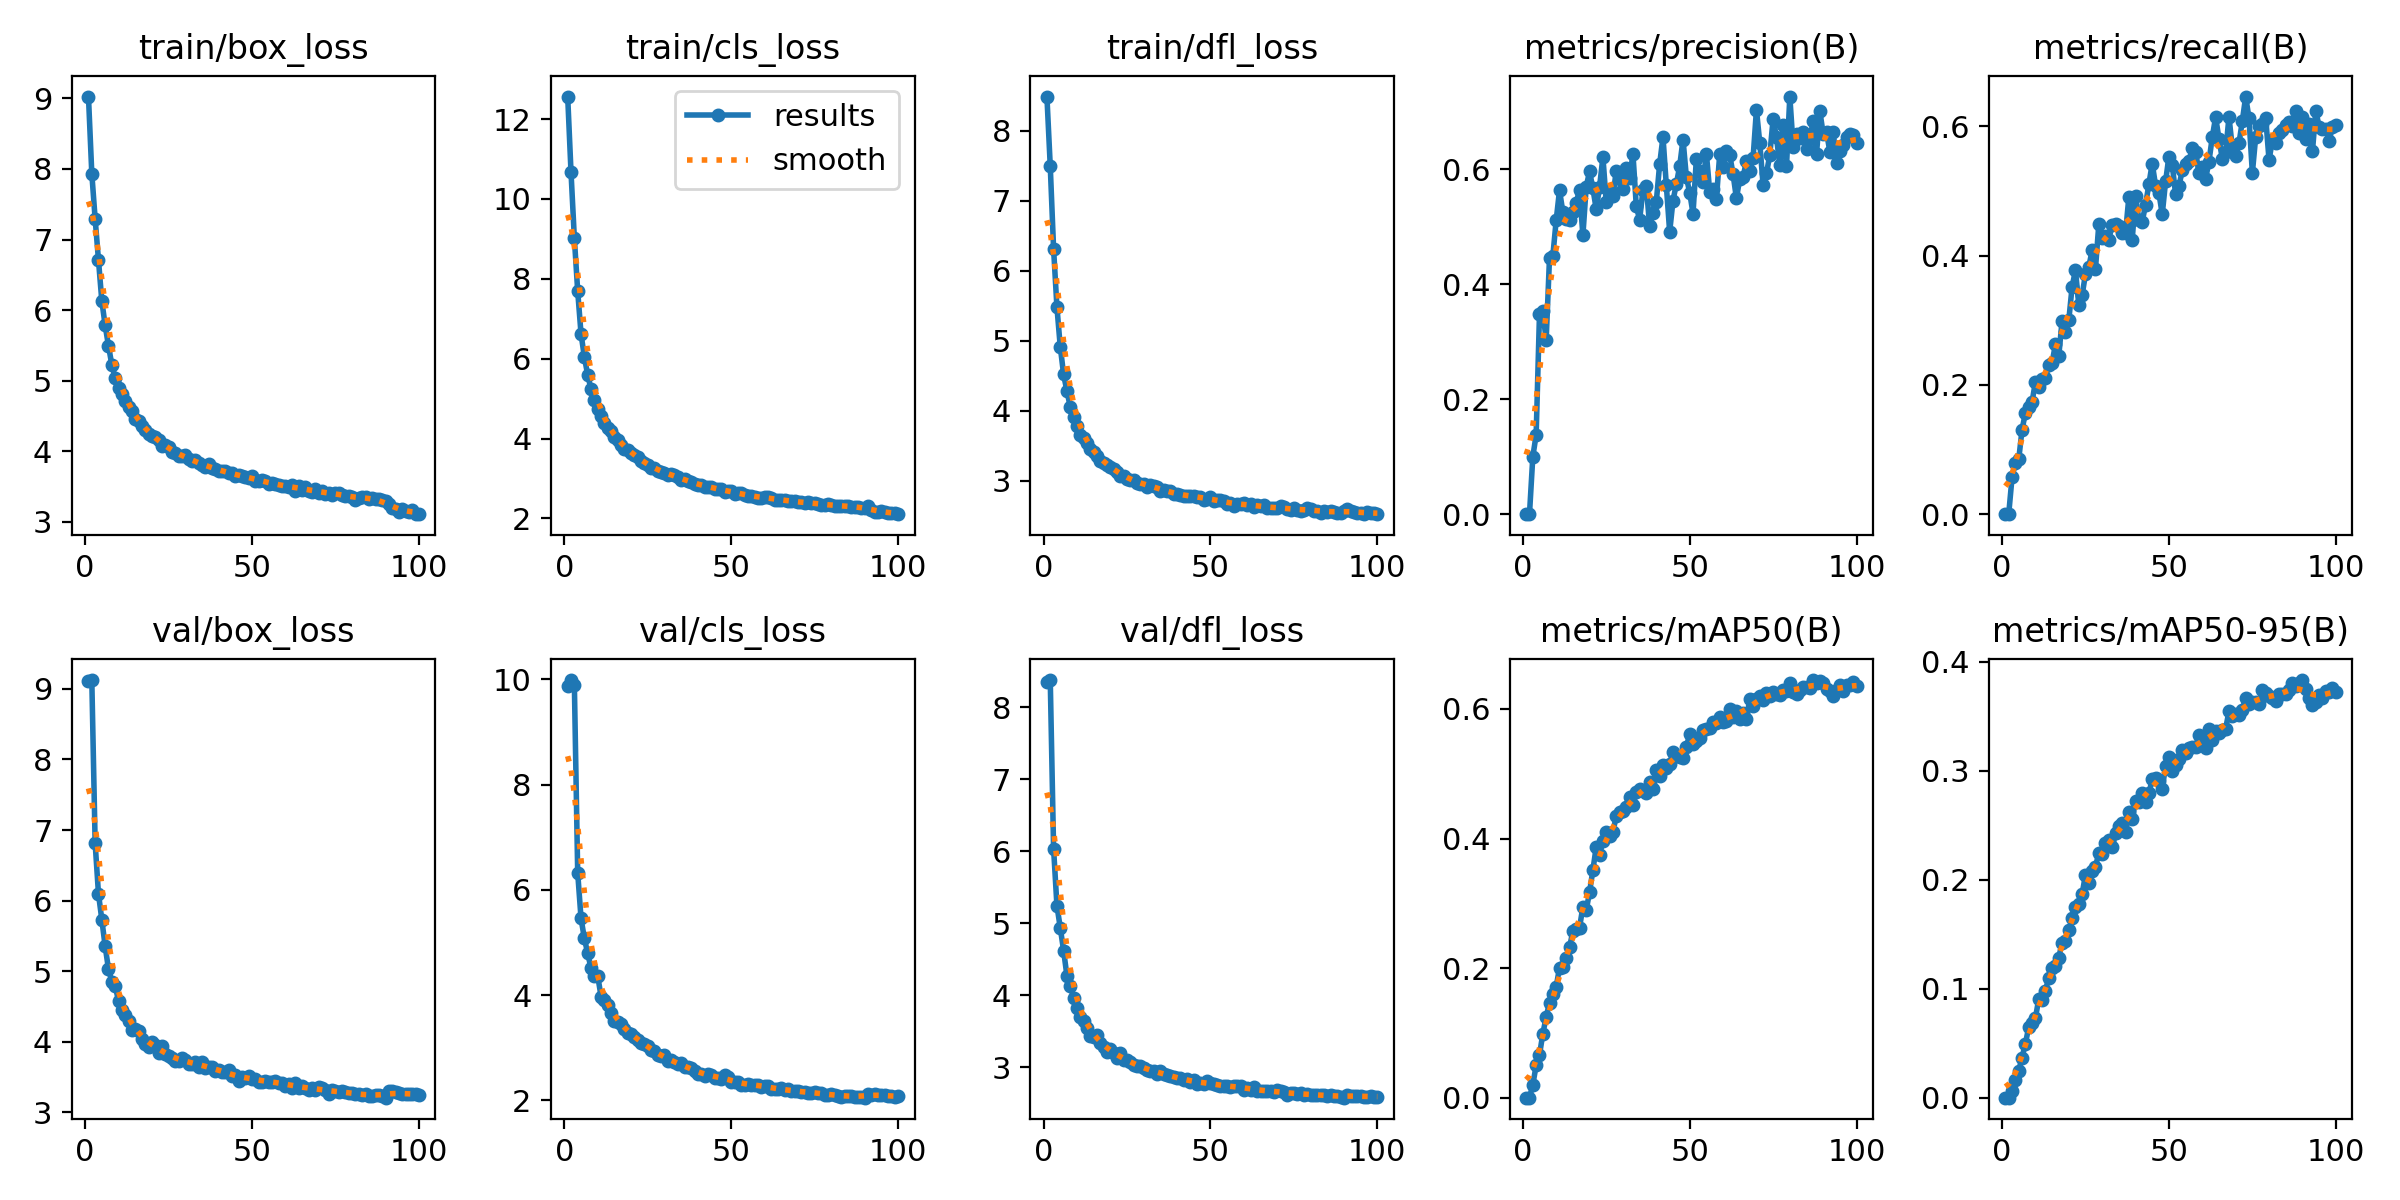 train/box_loss
9
8
7
6
5
4
3
0 50 100
train/cls_loss
results
smooth
12
10
8
6
4
2
0 50 100
train/dfl_loss
8
7
6
5
4
3
0 50 100
metrics/precision(B)
0.6
0.4
0.2
0.0
0 50 100
metrics/recall(B)
0.6
0.4
0.2
0.0
0 50 100
val/box_loss
9
8
7
6
5
4
3
0 50 100
val/cls_loss
10
8
6
4
2
0 50 100
val/dfl_loss
8
7
6
5
4
3
0 50 100
metrics/mAP50(B)
0.6
0.4
0.2
0.0
0 50 100
metrics/mAP50-95(B)
0.4
0.3
0.2
0.1
0.0
0 50 100